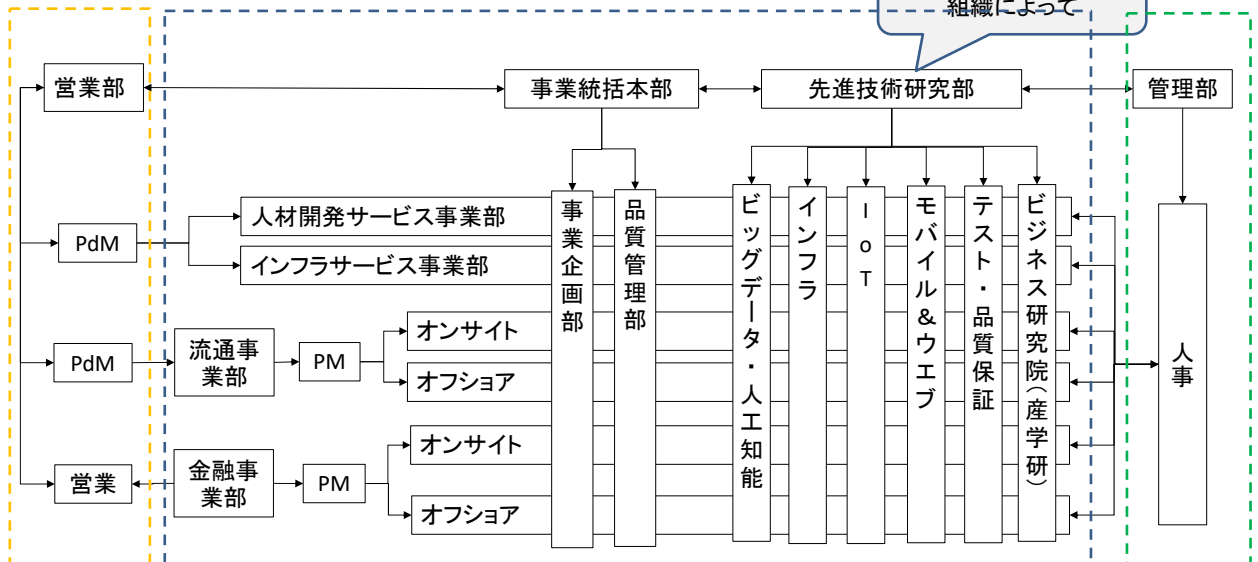 組織によって
営業部
事業統括本部
先進技術研究部
管理部
PdM
人材開発サービス事業部
インフラサービス事業部
PdM
流通事
業部
PM
オンサイト
オフショア
営業
金融事
業部
PM
オンサイト
オフショア
事業企画部
品質管理部
ビッグデータ・人工知能
インフラ
IoT
モバイル&ウエブ
テスト・品質保証
ビジネス研究院(産学研)
人事